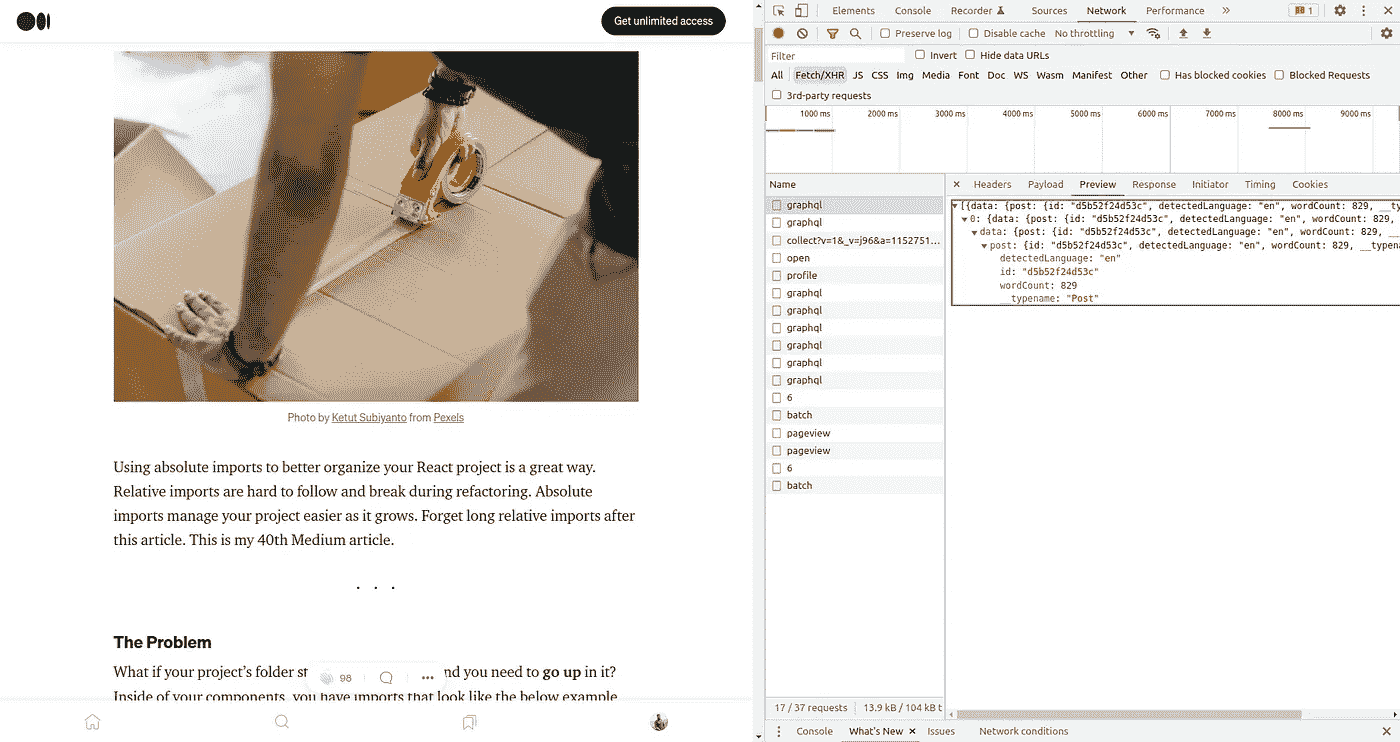 Get unlimited access
Photo by Ketut Subiyanto from Pexels
Using absolute imports to better organize your React project is a great way.
Relative imports are hard to follow and break during refactoring. Absolute
imports manage your project easier as it grows. Forget long relative imports after
this article. This is my 40th Medium article.
. . .
The Problem
What if your project's folder st
nd you need to go up in it?
Inside of your components, you have imports that look like the below example
98
Elements Console Recorder Sources Network Performance » 1
Preserve log Disable cache No throttling
Filter Invert Hide data URLs
All Fetch/XHR JS CSS Img Media Font Doc WS Wasm Manifest Other Has blocked cookies Blocked Requests
3rd-party requests
1000 ms 2000 ms 3000 ms 4000 ms 5000 ms 6000 ms 7000 ms 8000 ms 9000 ms
Name
graphql
graphql
collect?v=1&_v=j96&a=1152751...
open
profile
graphql
graphql
graphql
graphql
graphql
graphql
6
batch
pageview
pageview
6
batch
17 / 37 requests 13.9 kB / 104 kB t
× Headers Payload Preview Response Initiator Timing Cookies
[{data: {post: {id: "d5b52f24d53c", detectedLanguage: "en", wordCount: 829, __ty
0: {data: {post: {id: "d5b52f24d53c", detectedLanguage: "en", wordCount: 829,
data: {post: {id: "d5b52f24d53c", detectedLanguage: "en", wordCount: 829, __
post: {id: "d5b52f24d53c", detectedLanguage: "en", wordCount: 829, __typena
detectedLanguage: "en"
id: "d5b52f24d53c"
wordCount: 829
__typename: "Post"
Console What's New × Issues Network conditions